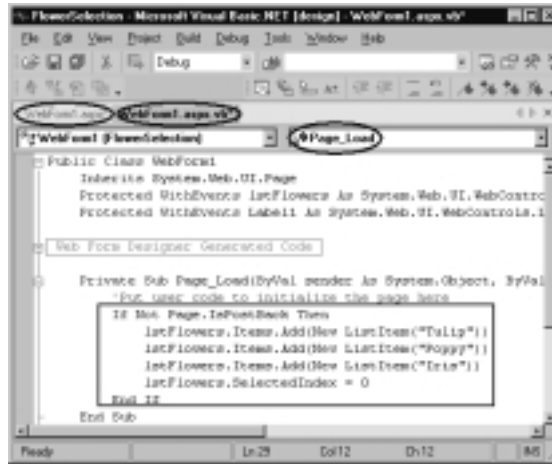 FlowerSelection - Microsoft Visual Basic.NET [design] - WebForm1.aspx.vb*
File Edit View Project Build Debug Tools Window Help
Debug
WebForm1.aspx WebForm1.aspx.vb*
WebForm1 (FlowerSelection) Page_Load
Public Class WebForm1
Inherits System.Web.UI.Page
Protected WithEvents lstFlowers As System.Web.UI.WebContro
Protected WithEvents Label1 As System.Web.UI.WebControls.
Web Form Designer Generated Code
Private Sub Page_Load(ByVal sender As System.Object, ByVal
'Put user code to initialize the page here
If Not Page.IsPostBack Then
lstFlowers.Items.Add(New ListItem("Tulip"))
lstFlowers.Items.Add(New ListItem("Poppy"))
lstFlowers.Items.Add(New ListItem("Iris"))
lstFlowers.SelectedIndex = 0
End If
End Sub
Ready Ln 29 Col 12 Ch 12 INS